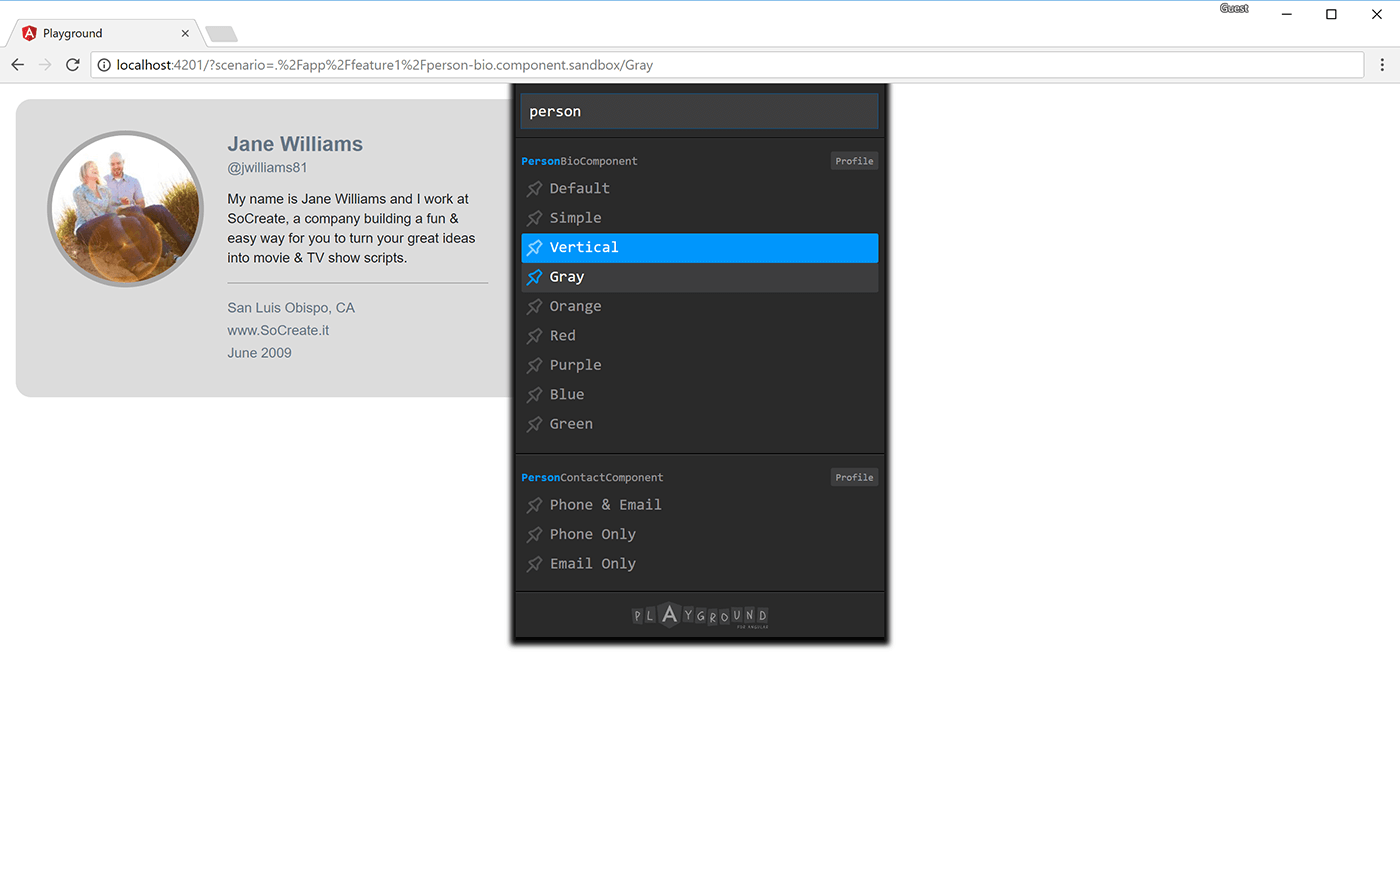 Guest
Playground
localhost:4201/?scenario=.%2Fapp%2Ffeature1%2Fperson-bio.component.sandbox/Gray
Jane Williams
@jwilliams81
My name is Jane Williams and I work at
SoCreate, a company building a fun &
easy way for you to turn your great ideas
into movie & TV show scripts.
San Luis Obispo, CA
www.SoCreate.it
June 2009
person
PersonBioComponent Profile
Default
Simple
Vertical
Gray
Orange
Red
Purple
Blue
Green
PersonContactComponent Profile
Phone & Email
Phone Only
Email Only
PLAYGROUND
FOR ANGULAR